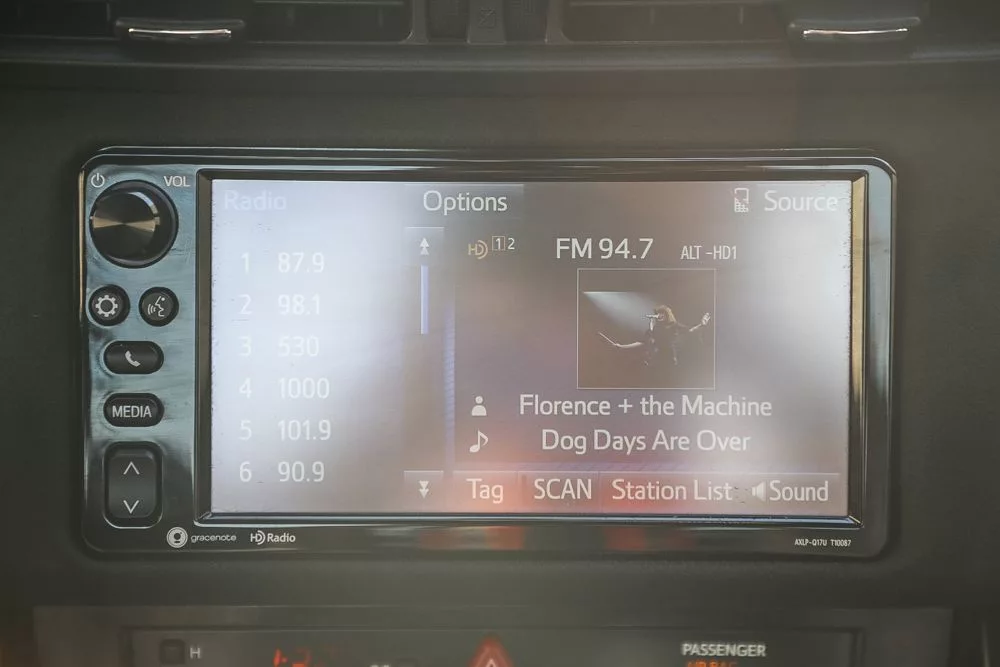 VOL
Radio
Options
Source
1 87.9
2 98.1
3 530
4 1000
5 101.9
6 90.9
HD 1 2
FM 94.7 ALT -HD1
Florence + the Machine
Dog Days Are Over
Tag SCAN Station List Sound
MEDIA
gracenote HD Radio
AXLP-Q17U T10087
H
PASSENGER